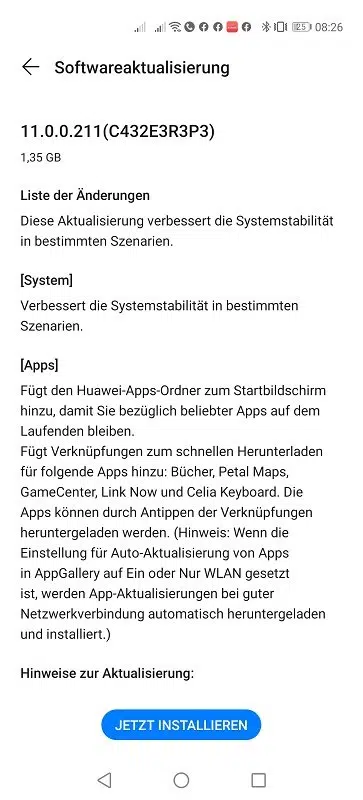 08:26
Softwareaktualisierung
11.0.0.211(C432E3R3P3)
1,35 GB
Liste der Änderungen
Diese Aktualisierung verbessert die Systemstabilität
in bestimmten Szenarien.
[System]
Verbessert die Systemstabilität in bestimmten
Szenarien.
[Apps]
Fügt den Huawei-Apps-Ordner zum Startbildschirm
hinzu, damit Sie bezüglich beliebter Apps auf dem
Laufenden bleiben.
Fügt Verknüpfungen zum schnellen Herunterladen
für folgende Apps hinzu: Bücher, Petal Maps,
GameCenter, Link Now und Celia Keyboard. Die
Apps können durch Antippen der Verknüpfungen
heruntergeladen werden. (Hinweis: Wenn die
Einstellung für Auto-Aktualisierung von Apps
in AppGallery auf Ein oder Nur WLAN gesetzt
ist, werden App-Aktualisierungen bei guter
Netzwerkverbindung automatisch heruntergeladen
und installiert.)
Hinweise zur Aktualisierung:
JETZT INSTALLIEREN